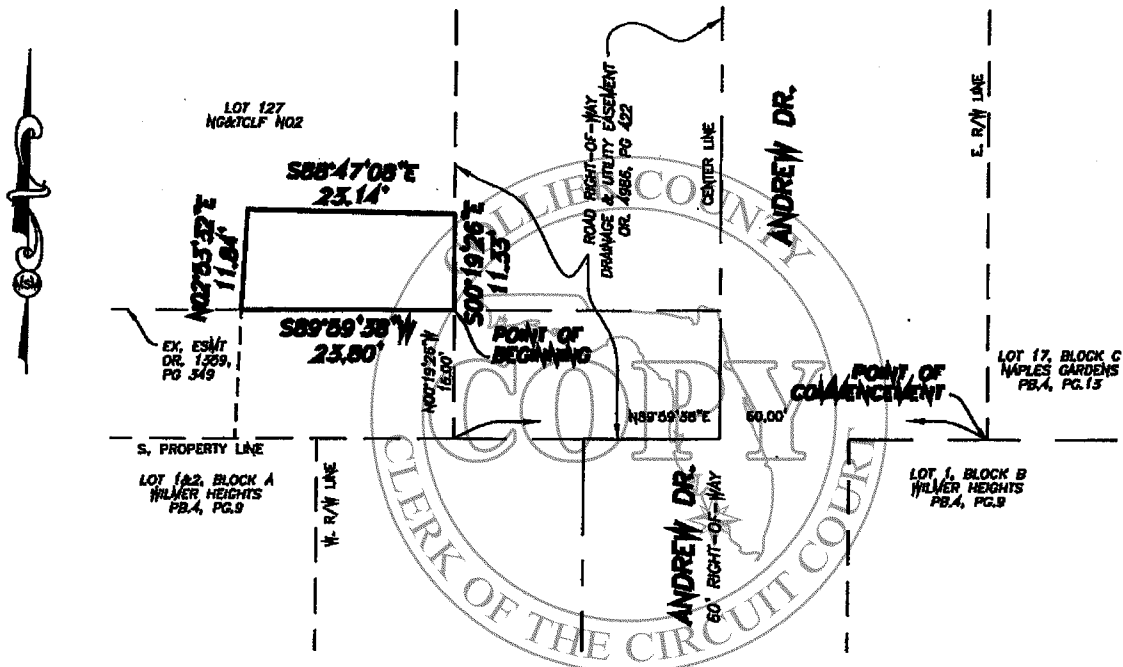 LOT 127
NG&TCLF NO2
S88°47'08"E
23.14'
N02°53'32"E
11.84'
S00°19'26"E
11.33'
S89°59'38"W
23.80'
EX. ESM'T
OR. 1389,
PG 349
N00°19'26"W
15.00'
POINT OF
BEGINNING
ROAD RIGHT-OF-WAY
DRAINAGE & UTILITY EASEMENT
OR. 4986, PG 422
CENTER LINE
ANDREW DR.
E. R/W LINE
LOT 17, BLOCK C
NAPLES GARDENS
PB.4, PG.13
POINT OF
COMMENCEMENT
N89°59'38"E 60.00'
S. PROPERTY LINE
LOT 1&2, BLOCK A
WILMER HEIGHTS
PB.4, PG.9
W. R/W LINE
ANDREW DR.
60' RIGHT-OF-WAY
LOT 1, BLOCK B
WILMER HEIGHTS
PB.4, PG.9
COLLIER COUNTY
COPY
CLERK OF THE CIRCUIT COURT